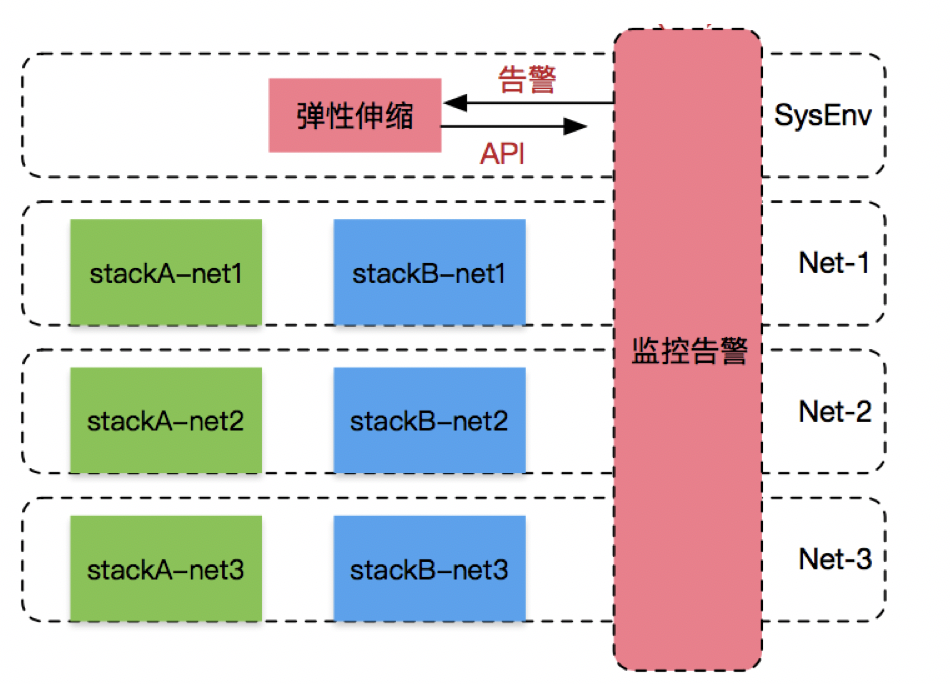 告警
弹性伸缩
SysEnv
API
stackA–net1
stackB–net1
Net-1
监控告警
stackA–net2
stackB–net2
Net-2
stackA–net3
stackB–net3
Net-3